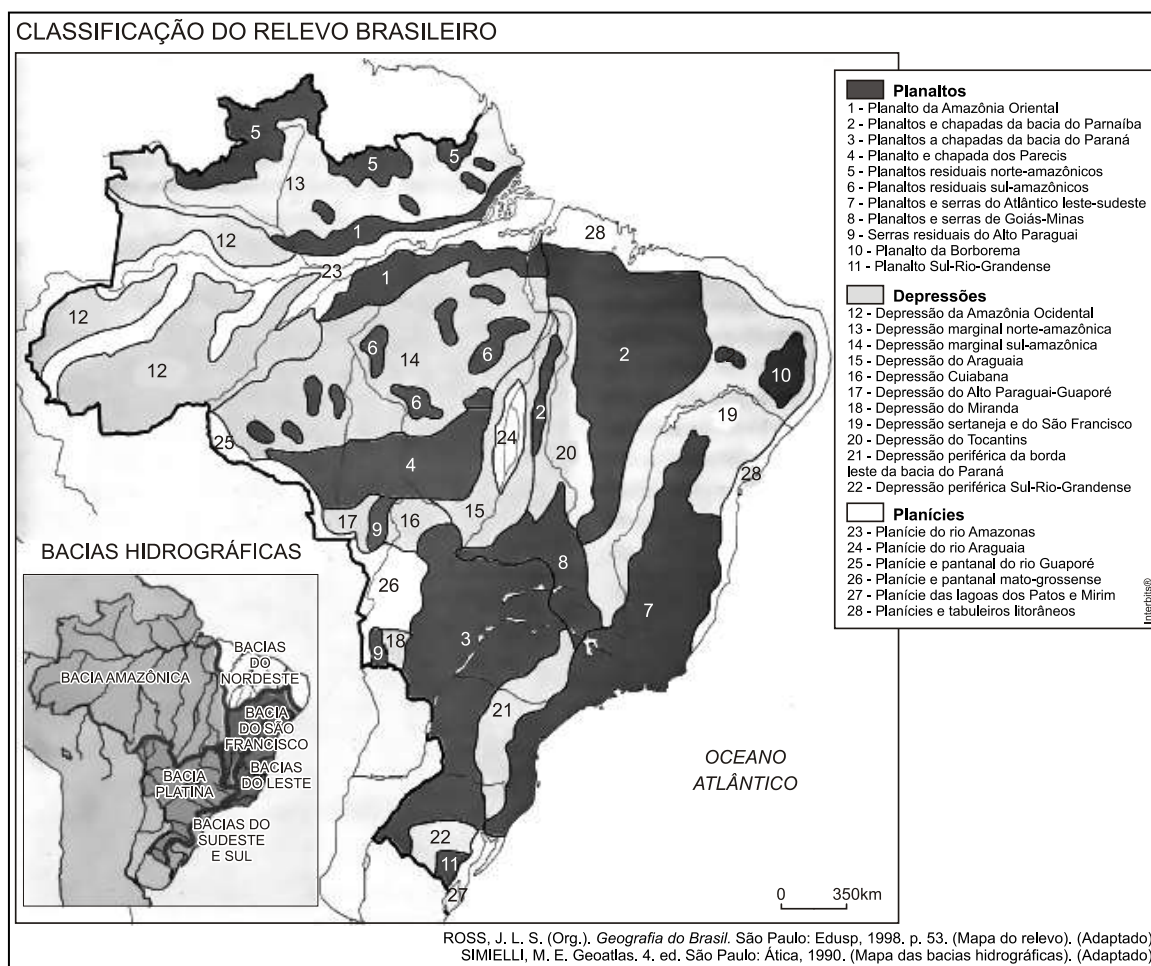 CLASSIFICAÇÃO DO RELEVO BRASILEIRO
5
5
5
13
12
1
28
23
1
12
12
6
14
6
2
10
6
2
19
25
24
20
4
28
17
9
16
15
8
26
7
3
9
18
21
22
11
27
OCEANO
ATLÂNTICO
0 350km
BACIAS HIDROGRÁFICAS
BACIAS
DO
NORDESTE
BACIA AMAZÔNICA
BACIA
DO SÃO
FRANCISCO
BACIAS
DO LESTE
BACIA
PLATINA
BACIAS DO
SUDESTE
E SUL
Planaltos
1 - Planalto da Amazônia Oriental
2 - Planaltos e chapadas da bacia do Parnaíba
3 - Planaltos a chapadas da bacia do Paraná
4 - Planalto e chapada dos Parecis
5 - Planaltos residuais norte-amazônicos
6 - Planaltos residuais sul-amazônicos
7 - Planaltos e serras do Atlântico leste-sudeste
8 - Planaltos e serras de Goiás-Minas
9 - Serras residuais do Alto Paraguai
10 - Planalto da Borborema
11 - Planalto Sul-Rio-Grandense
Depressões
12 - Depressão da Amazônia Ocidental
13 - Depressão marginal norte-amazônica
14 - Depressão marginal sul-amazônica
15 - Depressão do Araguaia
16 - Depressão Cuiabana
17 - Depressão do Alto Paraguai-Guaporé
18 - Depressão do Miranda
19 - Depressão sertaneja e do São Francisco
20 - Depressão do Tocantins
21 - Depressão periférica da borda
leste da bacia do Paraná
22 - Depressão periférica Sul-Rio-Grandense
Planícies
23 - Planície do rio Amazonas
24 - Planície do rio Araguaia
25 - Planície e pantanal do rio Guaporé
26 - Planície e pantanal mato-grossense
27 - Planície das lagoas dos Patos e Mirim
28 - Planícies e tabuleiros litorâneos
Interbits®
ROSS, J. L. S. (Org.). Geografia do Brasil. São Paulo: Edusp, 1998. p. 53. (Mapa do relevo). (Adaptado)
SIMIELLI, M. E. Geoatlas. 4. ed. São Paulo: Ática, 1990. (Mapa das bacias hidrográficas). (Adaptado)